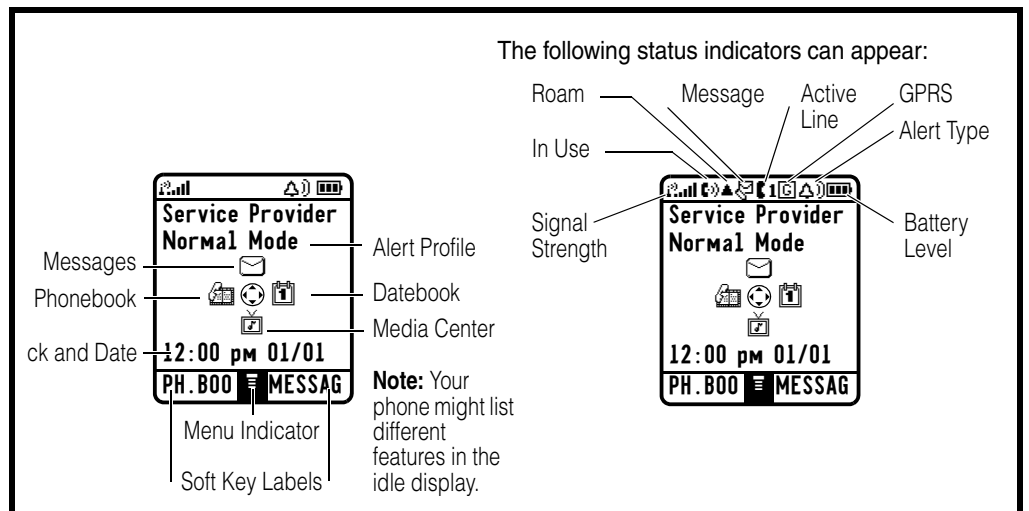 The following status indicators can appear:
Roam
Message
Active
Line
GPRS
Alert Type
In Use
Signal
Strength
Battery
Level
1 G
Service Provider
Normal Mode
1
12:00 pm 01/01
PH.BOO MESSAG
Service Provider
Normal Mode
1
12:00 pm 01/01
PH.BOO MESSAG
Messages
Phonebook
ck and Date
Alert Profile
Datebook
Media Center
Menu Indicator
Soft Key Labels
Note: Your
phone might list
different
features in the
idle display.